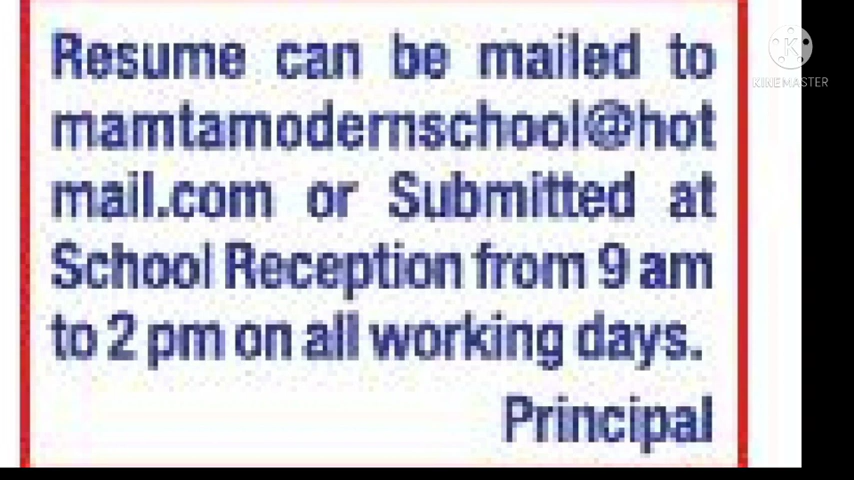 Resume can be mailed to
mamtamodernschool@hot
mail.com or Submitted at
School Reception from 9 am
to 2 pm on all working days.
Principal
K
KINEMASTER